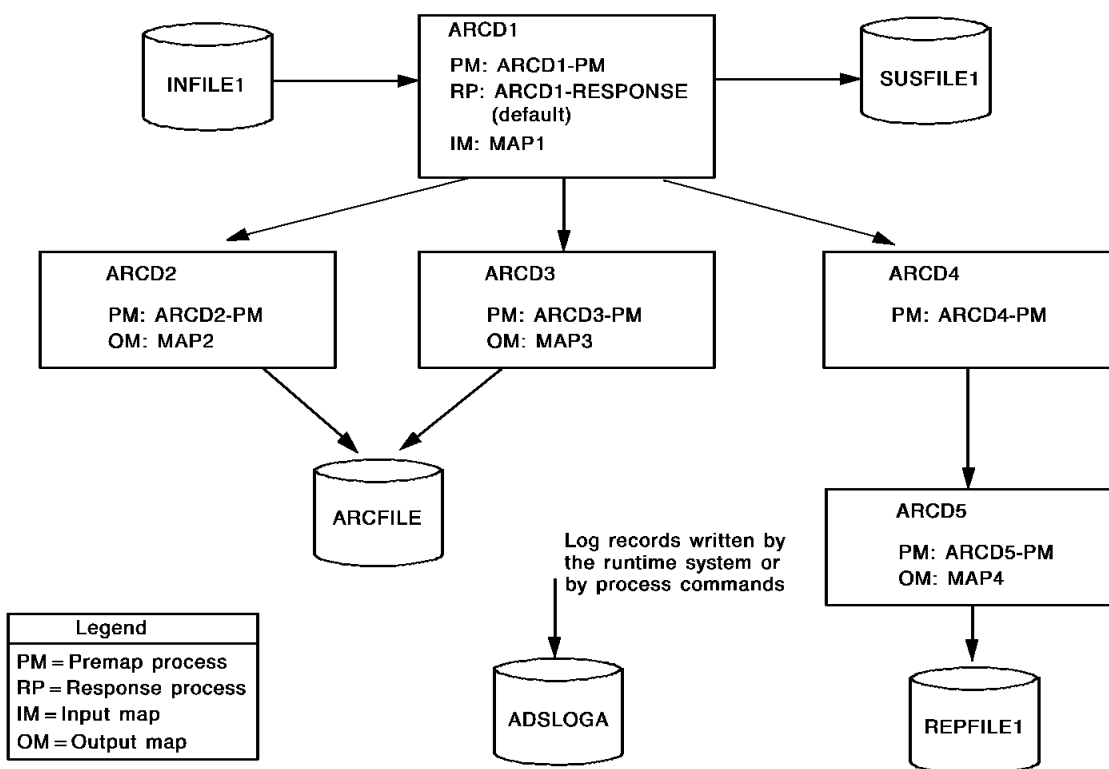 INFILE1
ARCD1
PM: ARCD1-PM
RP: ARCD1-RESPONSE
(default)
IM: MAP1
SUSFILE1
ARCD2
PM: ARCD2-PM
OM: MAP2
ARCD3
PM: ARCD3-PM
OM: MAP3
ARCD4
PM: ARCD4-PM
ARCFILE
Log records written by
the runtime system or
by process commands
ARCD5
PM: ARCD5-PM
OM: MAP4
Legend
PM = Premap process
RP = Response process
IM = Input map
OM = Output map
ADSLOGA
REPFILE1